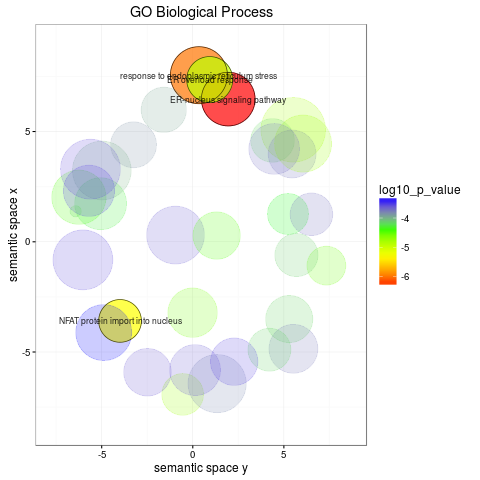 GO Biological Process
response to endoplasmic reticulum stress
ER overload response
ER-nucleus signaling pathway
NFAT protein import into nucleus
semantic space x
5
0
-5
-5
0
5
semantic space y
log10_p_value
-4
-5
-6